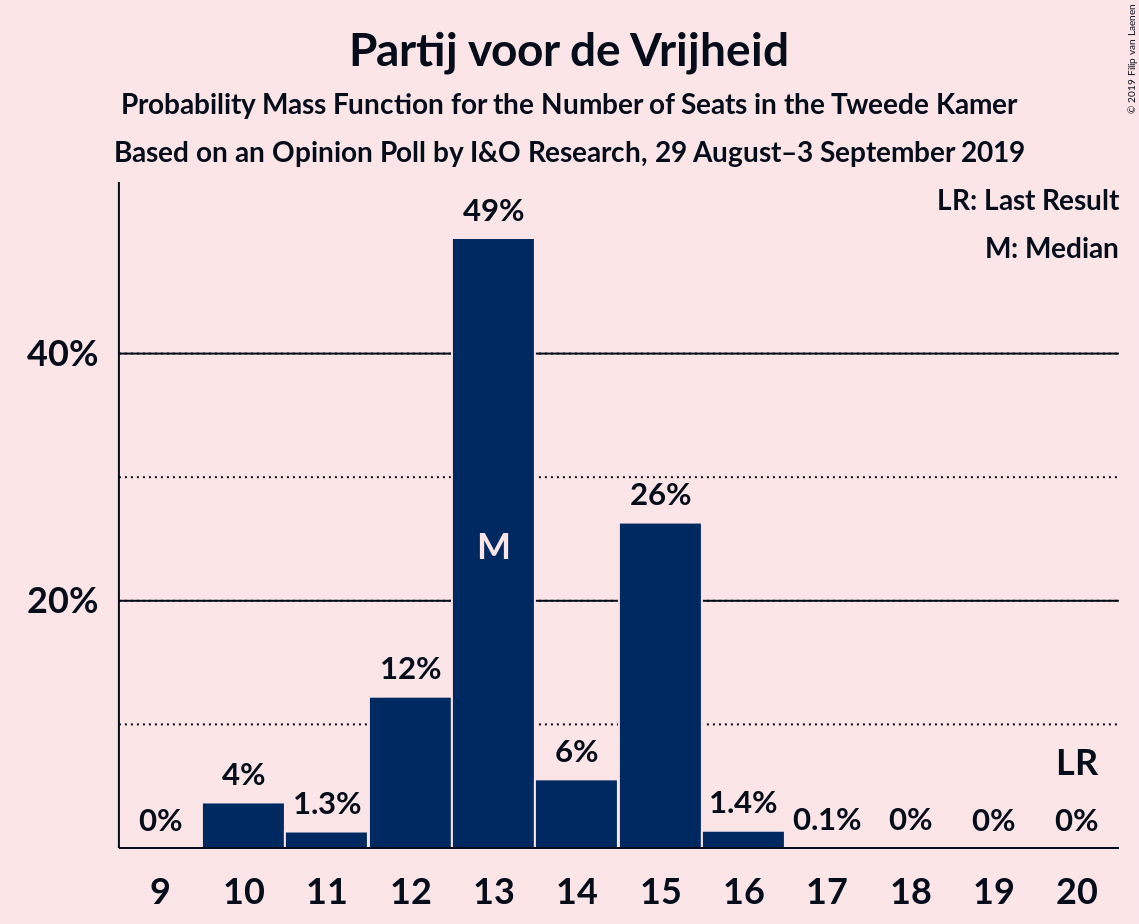 Partij voor de Vrijheid
Probability Mass Function for the Number of Seats in the Tweede Kamer
Based on an Opinion Poll by I&O Research, 29 August–3 September 2019
© 2019 Filip van Laenen
LR: Last Result
M: Median
49%
40%
26%
M
20%
12%
6%
LR
4%
1.3%
1.4%
0%
0.1%
0%
0%
0%
9 10 11 12 13 14 15 16 17 18 19 20